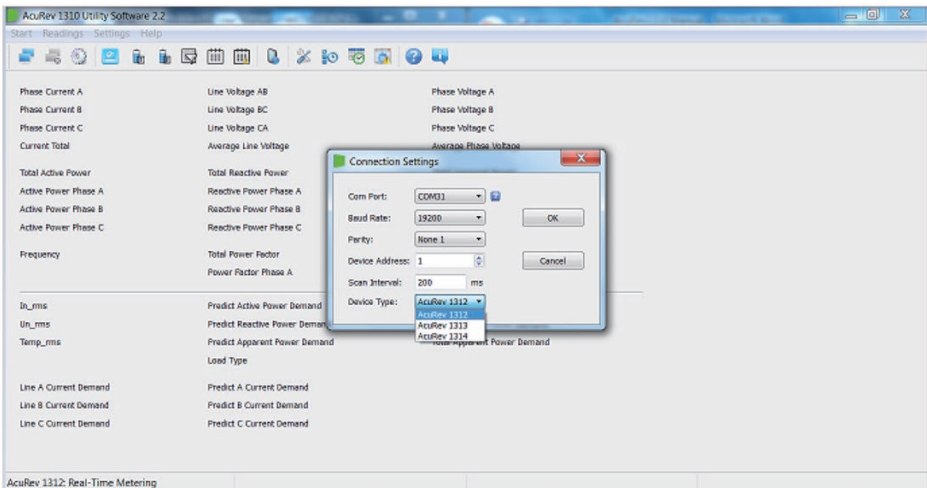 AcuRev 1310 Utility Software 2.2
Start Readings Settings Help
Phase Current A Line Voltage AB Phase Voltage A
Phase Current B Line Voltage BC Phase Voltage B
Phase Current C Line Voltage CA Phase Voltage C
Current Total Average Line Voltage Average Phase Voltage
Total Active Power Total Reactive Power
Active Power Phase A Reactive Power Phase A
Active Power Phase B Reactive Power Phase B
Active Power Phase C Reactive Power Phase C
Frequency Total Power Factor
Power Factor Phase A
In_rms Predict Active Power Demand
Un_rms Predict Reactive Power Deman
Temp_rms Predict Apparent Power Demand Total Apparent Power Demand
Load Type
Line A Current Demand Predict A Current Demand
Line B Current Demand Predict B Current Demand
Line C Current Demand Predict C Current Demand
Connection Settings
Com Port: COM31
Baud Rate: 19200 OK
Parity: None 1
Device Address: 1 Cancel
Scan Interval: 200 ms
Device Type: AcuRev 1312
AcuRev 1312
AcuRev 1313
AcuRev 1314
AcuRev 1312: Real-Time Metering